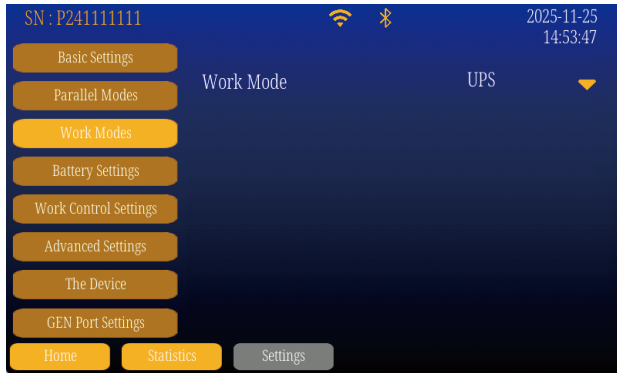 SN : P241111111
2025-11-25
14:53:47
Basic Settings
Parallel Modes
Work Modes
Battery Settings
Work Control Settings
Advanced Settings
The Device
GEN Port Settings
Work Mode UPS
Home Statistics Settings